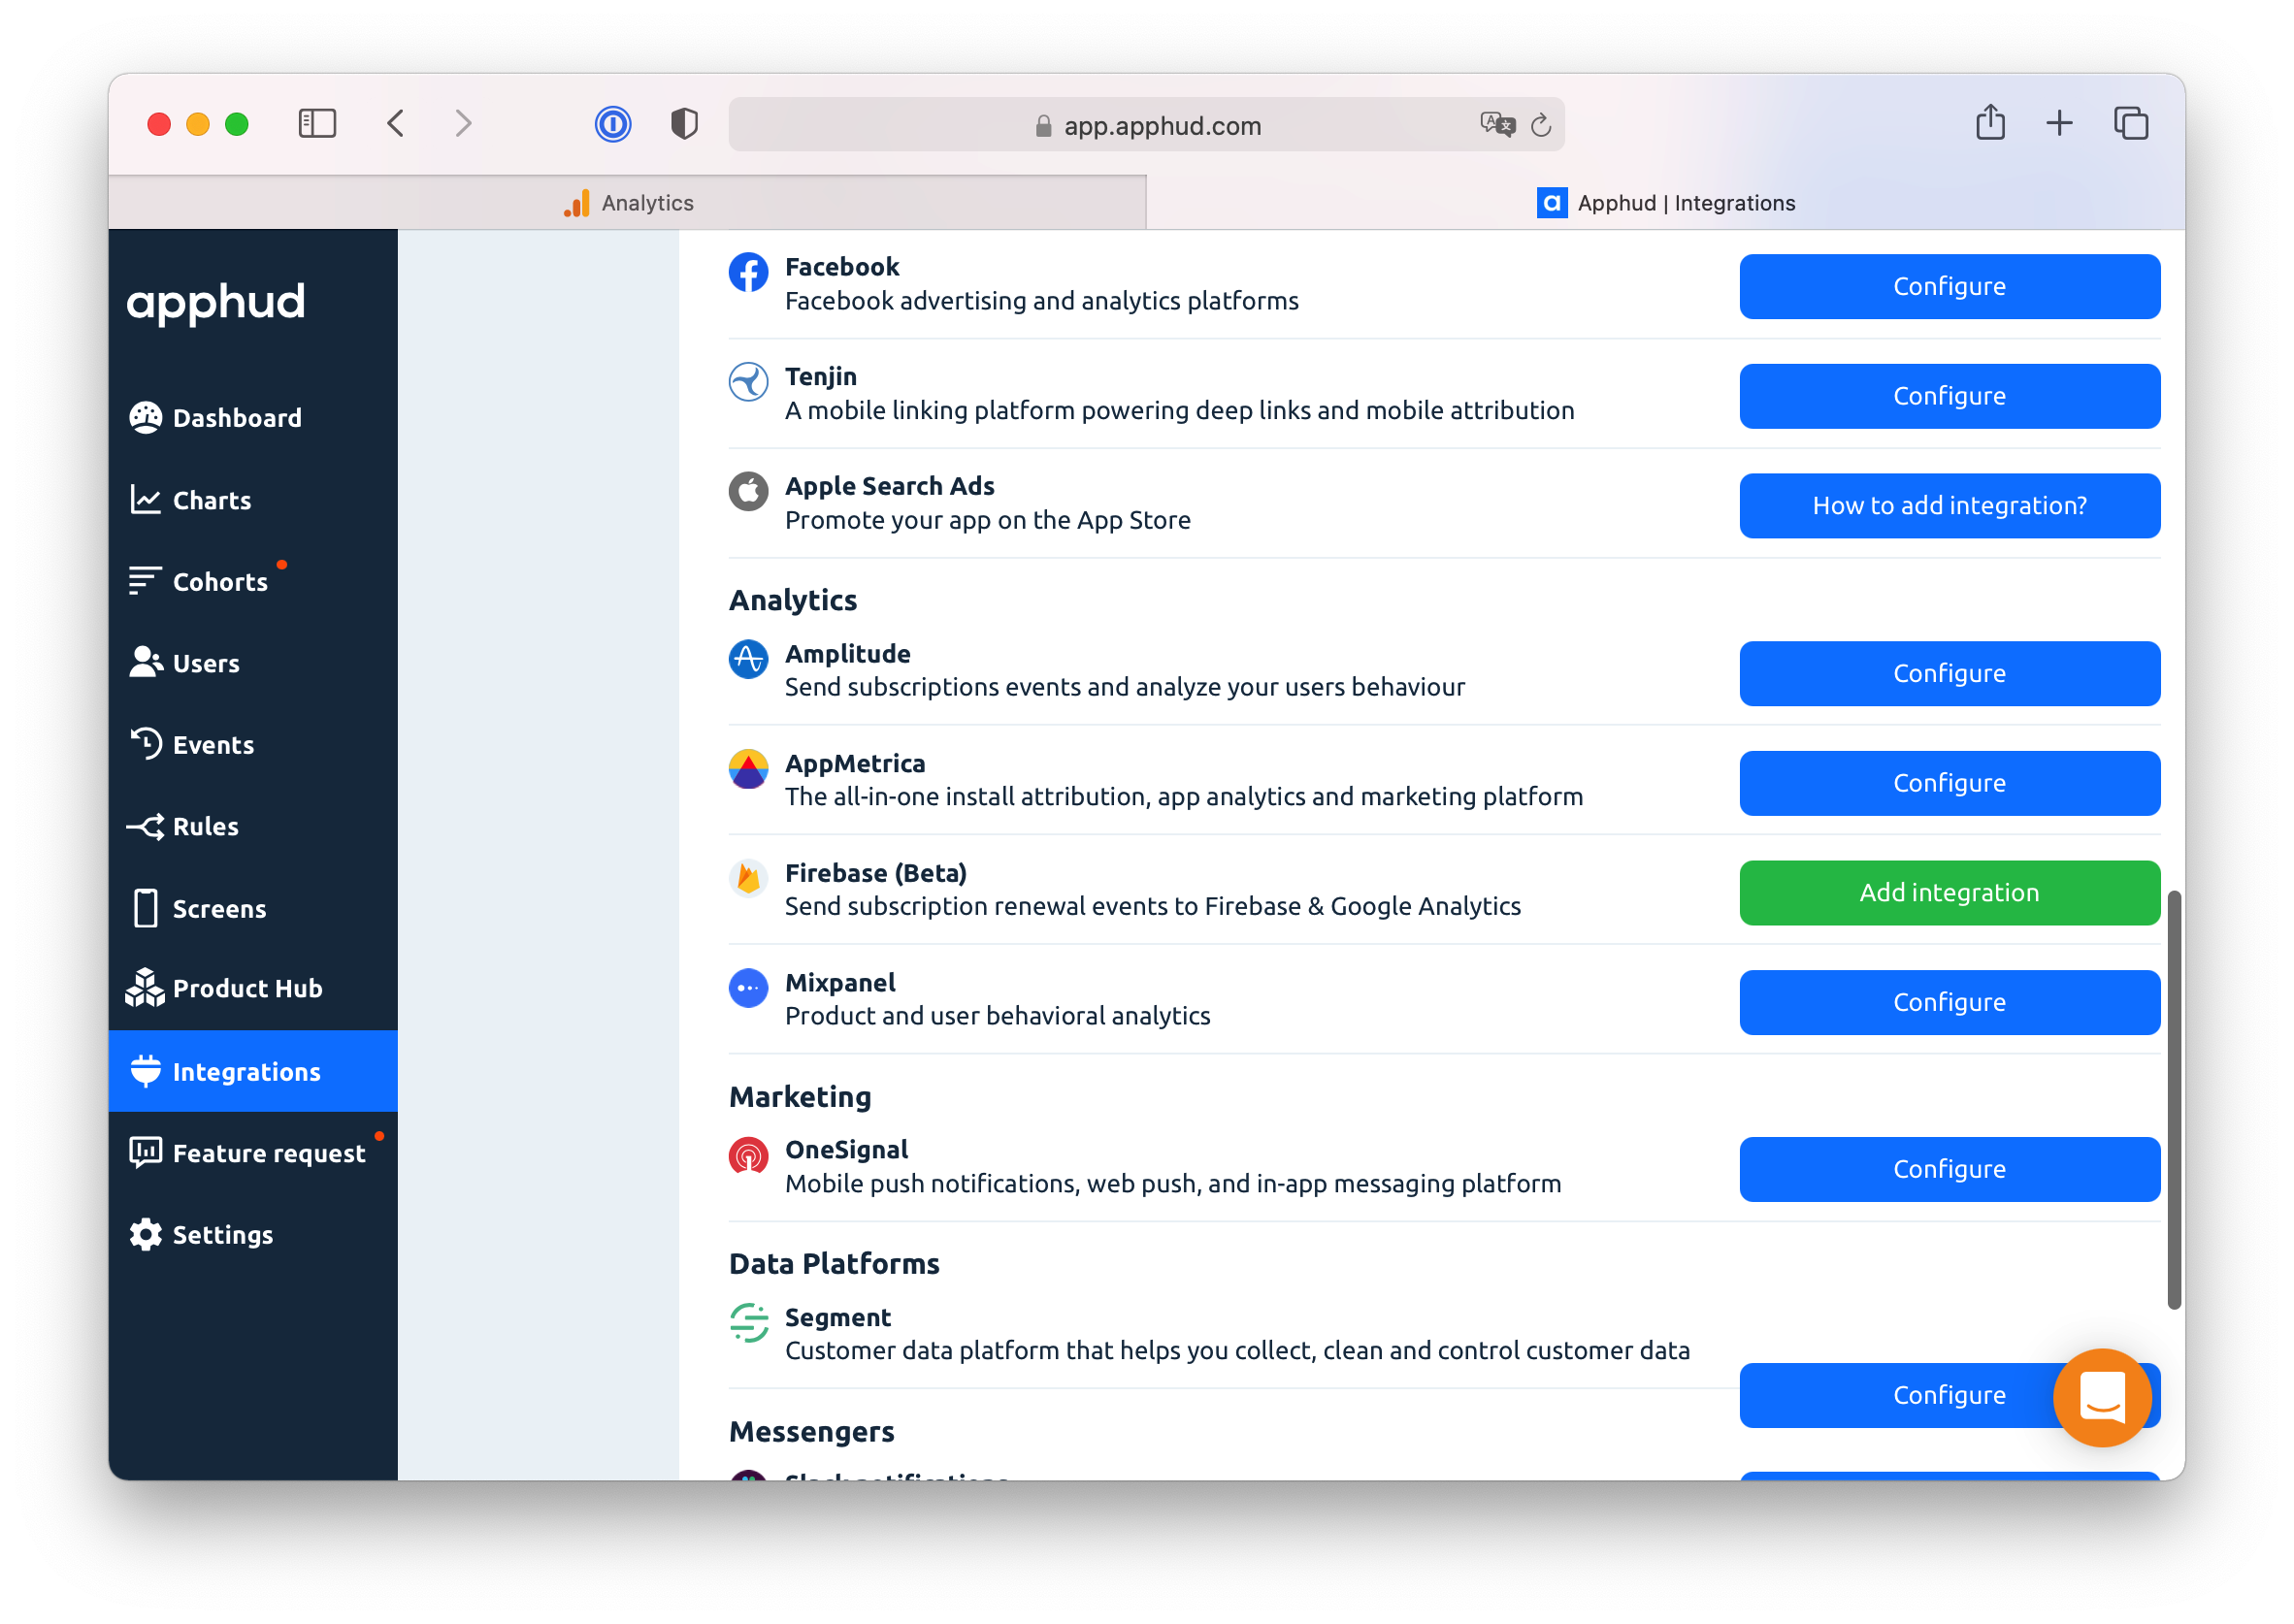 app.apphud.com
Analytics
Apphud | Integrations
apphud
Dashboard
Charts
Cohorts
Users
Events
Rules
Screens
Product Hub
Integrations
Feature request
Settings
Facebook
Facebook advertising and analytics platforms
Configure
Tenjin
A mobile linking platform powering deep links and mobile attribution
Configure
Apple Search Ads
Promote your app on the App Store
How to add integration?
Analytics
Amplitude
Send subscriptions events and analyze your users behaviour
Configure
AppMetrica
The all-in-one install attribution, app analytics and marketing platform
Configure
Firebase (Beta)
Send subscription renewal events to Firebase & Google Analytics
Add integration
Mixpanel
Product and user behavioral analytics
Configure
Marketing
OneSignal
Mobile push notifications, web push, and in-app messaging platform
Configure
Data Platforms
Segment
Customer data platform that helps you collect, clean and control customer data
Configure
Messengers
Slack notifications